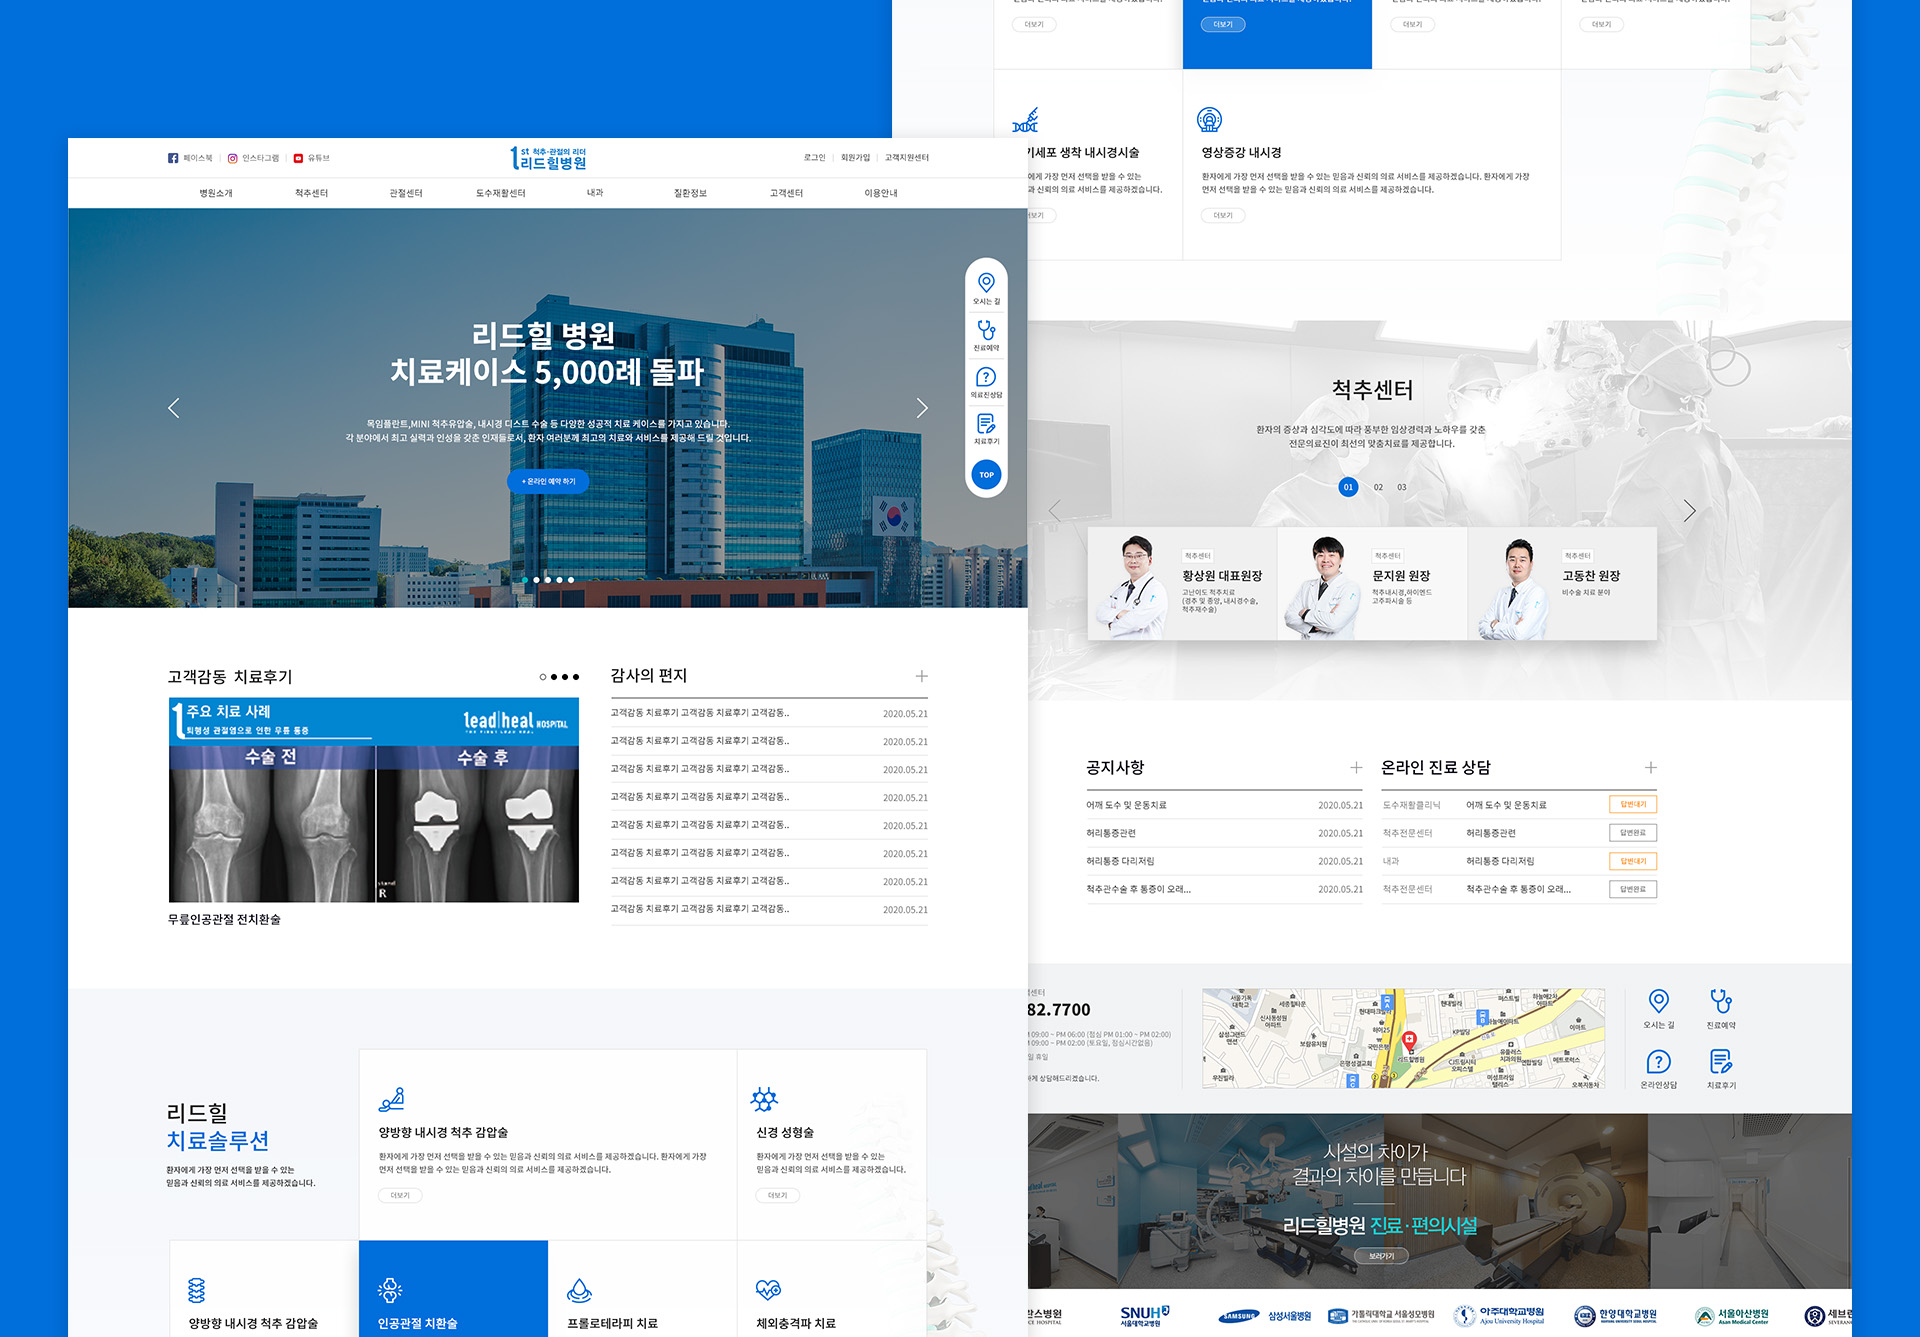 페이스북
인스타그램
유튜브
1st 척추·관절의 리더
리드힐병원
로그인
회원가입
고객지원센터
병원소개
척추센터
관절센터
도수재활센터
내과
질환정보
고객센터
이용안내
리드힐 병원
치료케이스 5,000례 돌파
목임플란트,MINI 척추유압술, 내시경 디스트 수술 등 다양한 성공적 치료 케이스를 가지고 있습니다.
각 분야에서 최고 실력과 인성을 갖춘 인재들로서, 환자 여러분께 최고의 치료와 서비스를 제공해 드릴 것입니다.
+ 온라인 예약 하기
오시는 길
진료예약
의료진상담
치료후기
TOP
고객감동 치료후기
1 주요 치료 사례
퇴행성 관절염으로 인한 무릎 통증
lead heal HOSPITAL
수술 전
수술 후
R
무릎인공관절 전치환술
감사의 편지
고객감동 치료후기 고객감동 치료후기 고객감동.. 2020.05.21
고객감동 치료후기 고객감동 치료후기 고객감동.. 2020.05.21
고객감동 치료후기 고객감동 치료후기 고객감동.. 2020.05.21
고객감동 치료후기 고객감동 치료후기 고객감동.. 2020.05.21
고객감동 치료후기 고객감동 치료후기 고객감동.. 2020.05.21
고객감동 치료후기 고객감동 치료후기 고객감동.. 2020.05.21
고객감동 치료후기 고객감동 치료후기 고객감동.. 2020.05.21
고객감동 치료후기 고객감동 치료후기 고객감동.. 2020.05.21
리드힐
치료솔루션
환자에게 가장 먼저 선택을 받을 수 있는
믿음과 신뢰의 의료 서비스를 제공하겠습니다.
양방향 내시경 척추 감압술
환자에게 가장 먼저 선택을 받을 수 있는 믿음과 신뢰의 의료 서비스를 제공하겠습니다. 환자에게 가장
먼저 선택을 받을 수 있는 믿음과 신뢰의 의료 서비스를 제공하겠습니다.
더보기
신경 성형술
환자에게 가장 먼저 선택을 받을 수 있는
믿음과 신뢰의 의료 서비스를 제공하겠습니다.
더보기
양방향 내시경 척추 감압술
인공관절 치환술
프롤로테라피 치료
체외충격파 치료
더보기
더보기
더보기
더보기
기세포 생착 내시경시술
에게 가장 먼저 선택을 받을 수 있는
과 신뢰의 의료 서비스를 제공하겠습니다.
보기
영상증강 내시경
환자에게 가장 먼저 선택을 받을 수 있는 믿음과 신뢰의 의료 서비스를 제공하겠습니다. 환자에게 가장
먼저 선택을 받을 수 있는 믿음과 신뢰의 의료 서비스를 제공하겠습니다.
더보기
척추센터
환자의 증상과 심각도에 따라 풍부한 임상경력과 노하우를 갖춘
전문의료진이 최선의 맞춤치료를 제공합니다.
01 02 03
척추센터
황상원 대표원장
고난이도 척추치료
(경추 및 종양, 내시경수술,
척추재수술)
척추센터
문지원 원장
척추내시경,하이엔드
고주파시술 등
척추센터
고동찬 원장
비수술 치료 분야
공지사항
어깨 도수 및 운동치료 2020.05.21
허리통증관련 2020.05.21
허리통증 다리저림 2020.05.21
척추관수술 후 통증이 오래... 2020.05.21
온라인 진료 상담
도수재활클리닉 어깨 도수 및 운동치료 답변대기
척추전문센터 허리통증관련 답변완료
내과 허리통증 다리저림 답변대기
척추전문센터 척추관수술 후 통증이 오래... 답변완료
센터
82.7700
09:00 ~ PM 06:00 (점심 PM 01:00 ~ PM 02:00)
09:00 ~ PM 02:00 (토요일, 점심시간없음)
일 휴일
하게 상담해드리겠습니다.
리드힐병원
오시는 길
진료예약
온라인상담
치료후기
시설의 차이가
결과의 차이를 만듭니다
리드힐병원 진료·편의시설
보러가기
란스병원
CE HOSPITAL
SNUH
서울대학교병원
SAMSUNG 삼성서울병원
가톨릭대학교 서울성모병원
아주대학교병원
Ajou University Hospital
한양대학교병원
서울아산병원
Asan Medical Center
세브란
SEVERAN